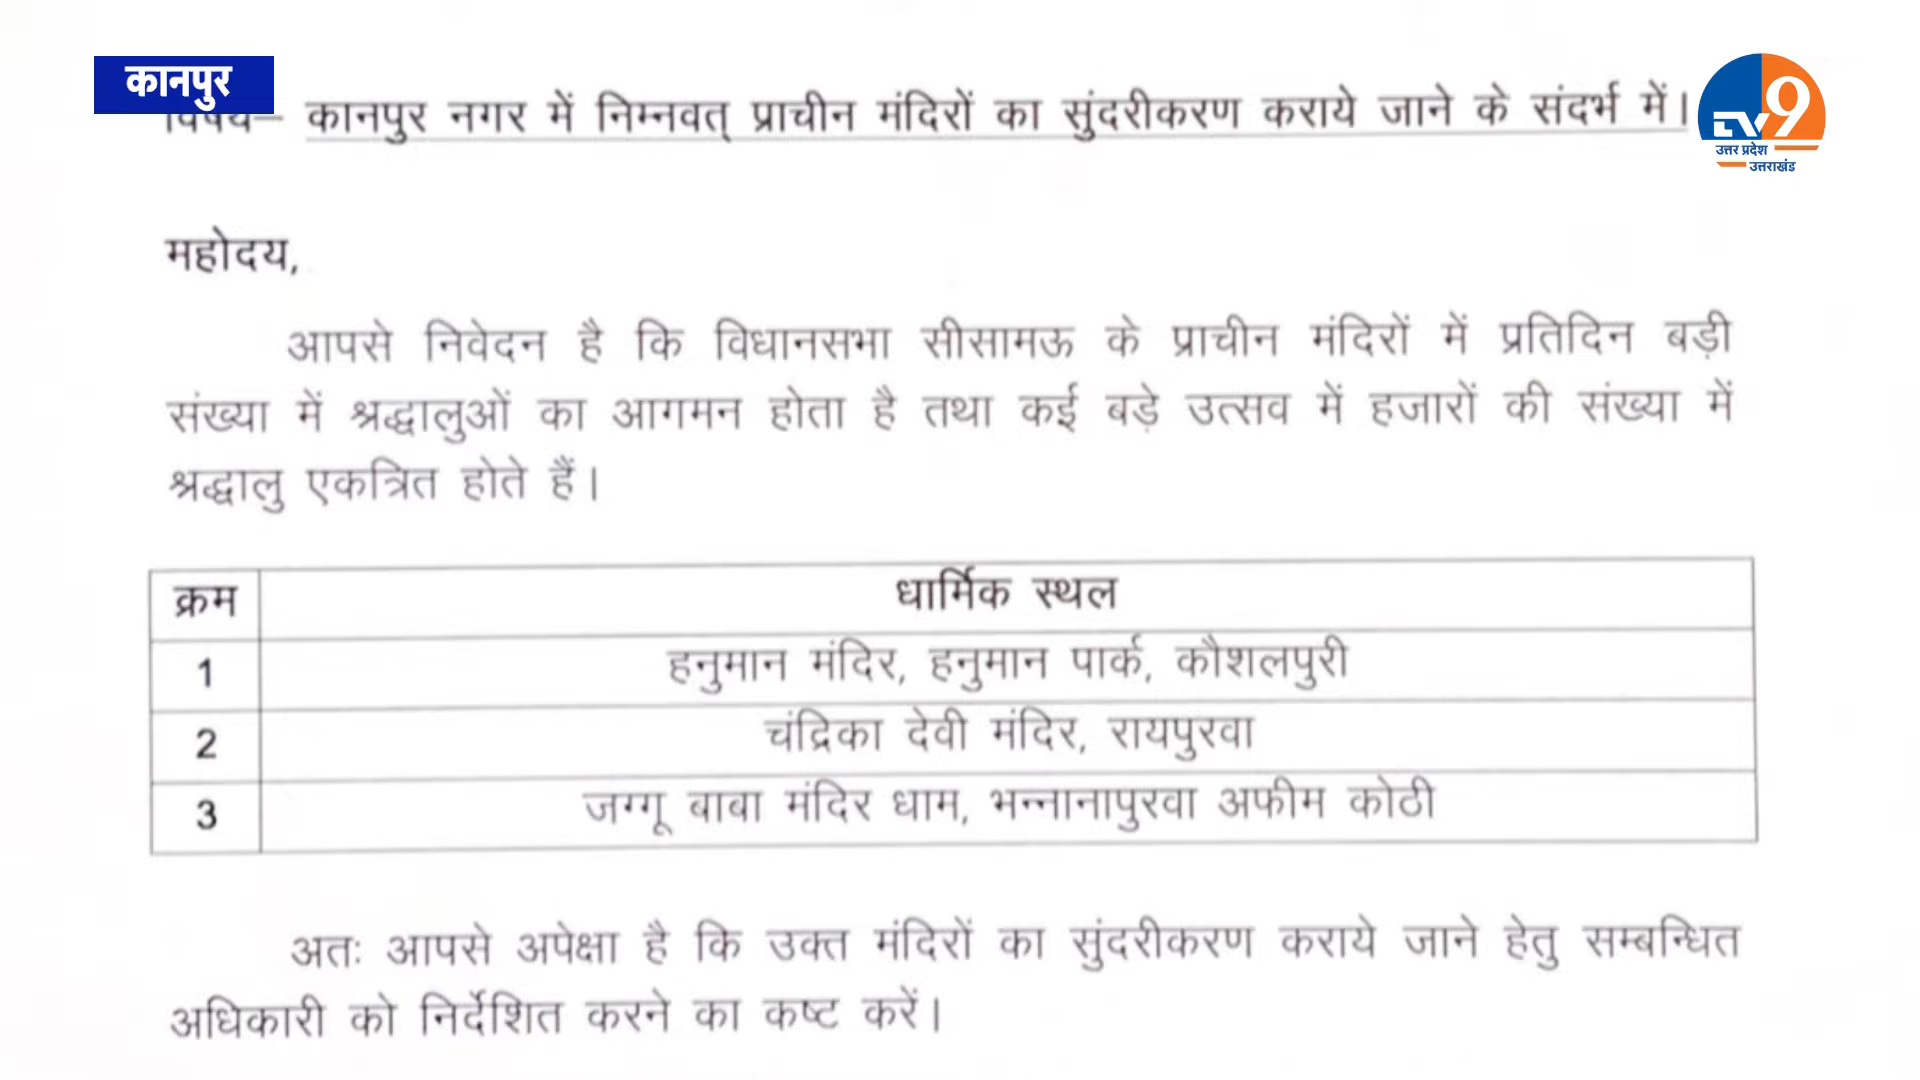 कानपुर
विषय– कानपुर नगर में निम्नवत् प्राचीन मंदिरों का सुंदरीकरण कराये जाने के संदर्भ में।
TV9
उत्तर प्रदेश
उत्तराखंड
महोदय,
आपसे निवेदन है कि विधानसभा सीसामऊ के प्राचीन मंदिरों में प्रतिदिन बड़ी
संख्या में श्रद्धालुओं का आगमन होता है तथा कई बड़े उत्सव में हजारों की संख्या में
श्रद्धालु एकत्रित होते हैं।
क्रम धार्मिक स्थल
1 हनुमान मंदिर, हनुमान पार्क, कौशलपुरी
2 चंद्रिका देवी मंदिर, रायपुरवा
3 जग्गू बाबा मंदिर धाम, भन्नानापुरवा अफीम कोठी
अतः आपसे अपेक्षा है कि उक्त मंदिरों का सुंदरीकरण कराये जाने हेतु सम्बन्धित
अधिकारी को निर्देशित करने का कष्ट करें।